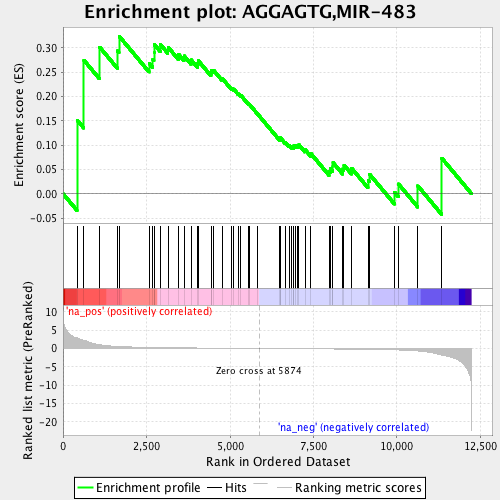 Enrichment plot: AGGAGTG,MIR-483
Enrichment score (ES)
0.30
0.25
0.20
0.15
0.10
0.05
0.00
-0.05
'na_pos' (positively correlated)
Ranked list metric (PreRanked)
10
5
0
-5
-10
-15
-20
Zero cross at 5874
'na_neg' (negatively correlated)
0
2,500
5,000
7,500
10,000
12,500
Rank in Ordered Dataset
Enrichment profile
Hits
Ranking metric scores